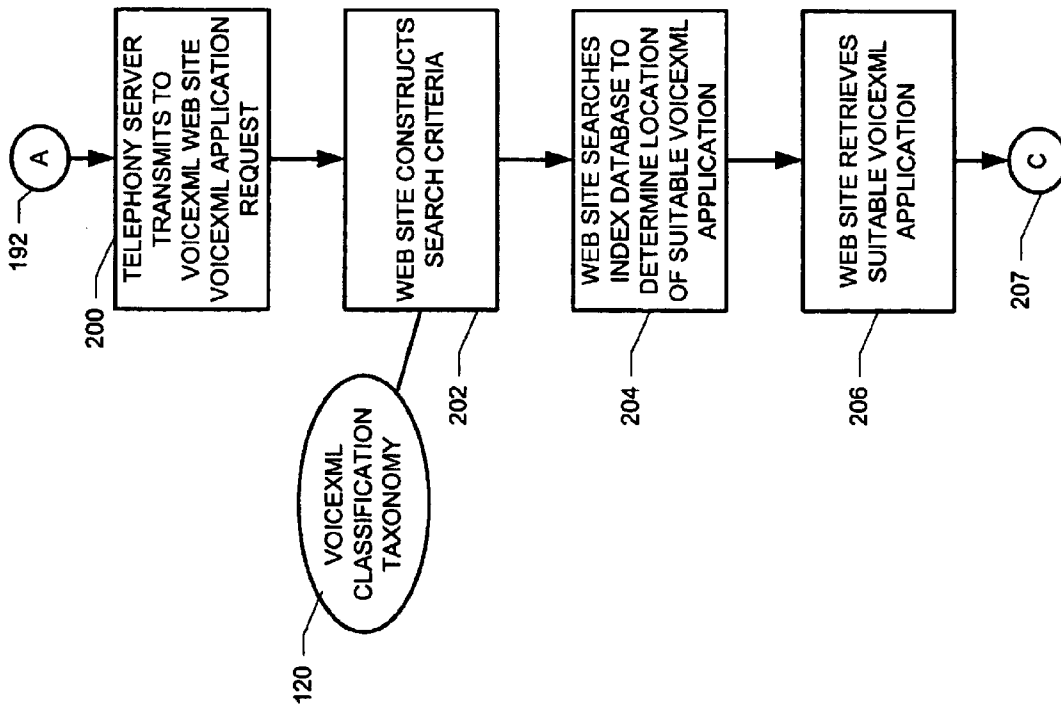 192
A
200
TELEPHONY SERVER
TRANSMITS TO
VOICEXML WEB SITE
VOICEXML APPLICATION
REQUEST
120
VOICEXML
CLASSIFICATION
TAXONOMY
WEB SITE CONSTRUCTS
SEARCH CRITERIA
202
WEB SITE SEARCHES
INDEX DATABASE TO
DETERMINE LOCATION
OF SUITABLE VOICEXML
APPLICATION
204
WEB SITE RETRIEVES
SUITABLE VOICEXML
APPLICATION
206
C
207